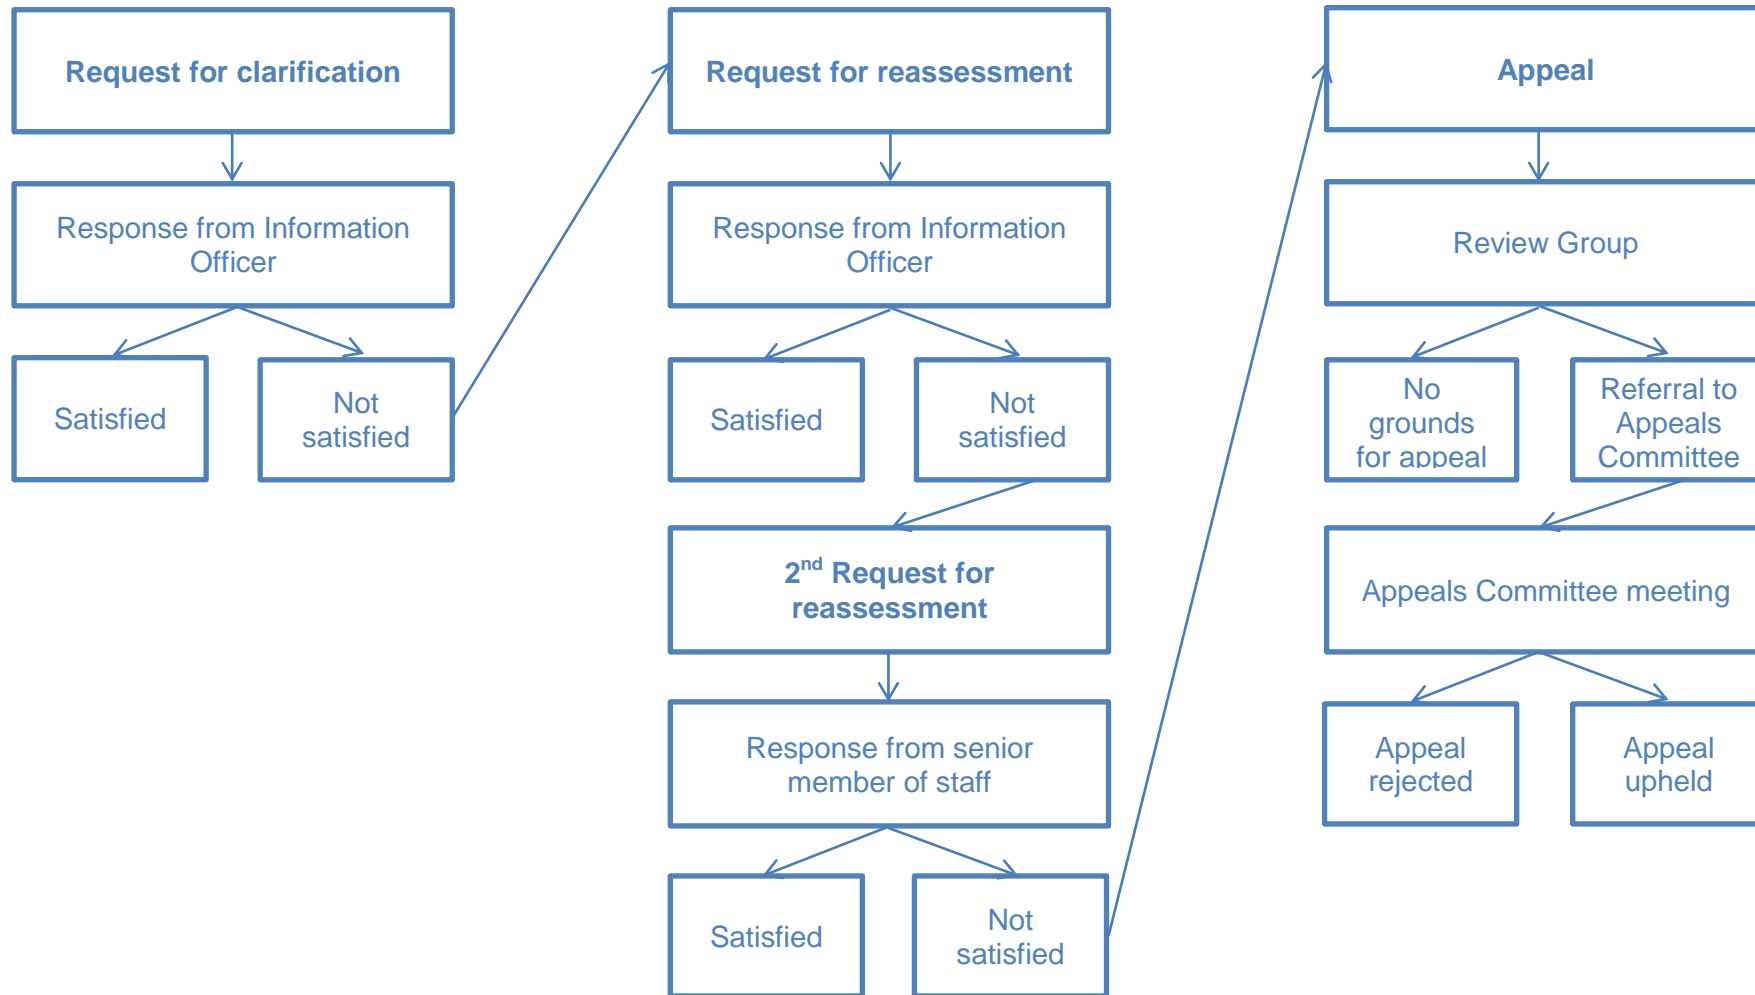 Request for clarification
Response from Information
Officer
Satisfied
Not
satisfied
Request for reassessment
Response from Information
Officer
Satisfied
Not
satisfied
2nd Request for
reassessment
Response from senior
member of staff
Satisfied
Not
satisfied
Appeal
Review Group
No
grounds
for appeal
Referral to
Appeals
Committee
Appeals Committee meeting
Appeal
rejected
Appeal
upheld